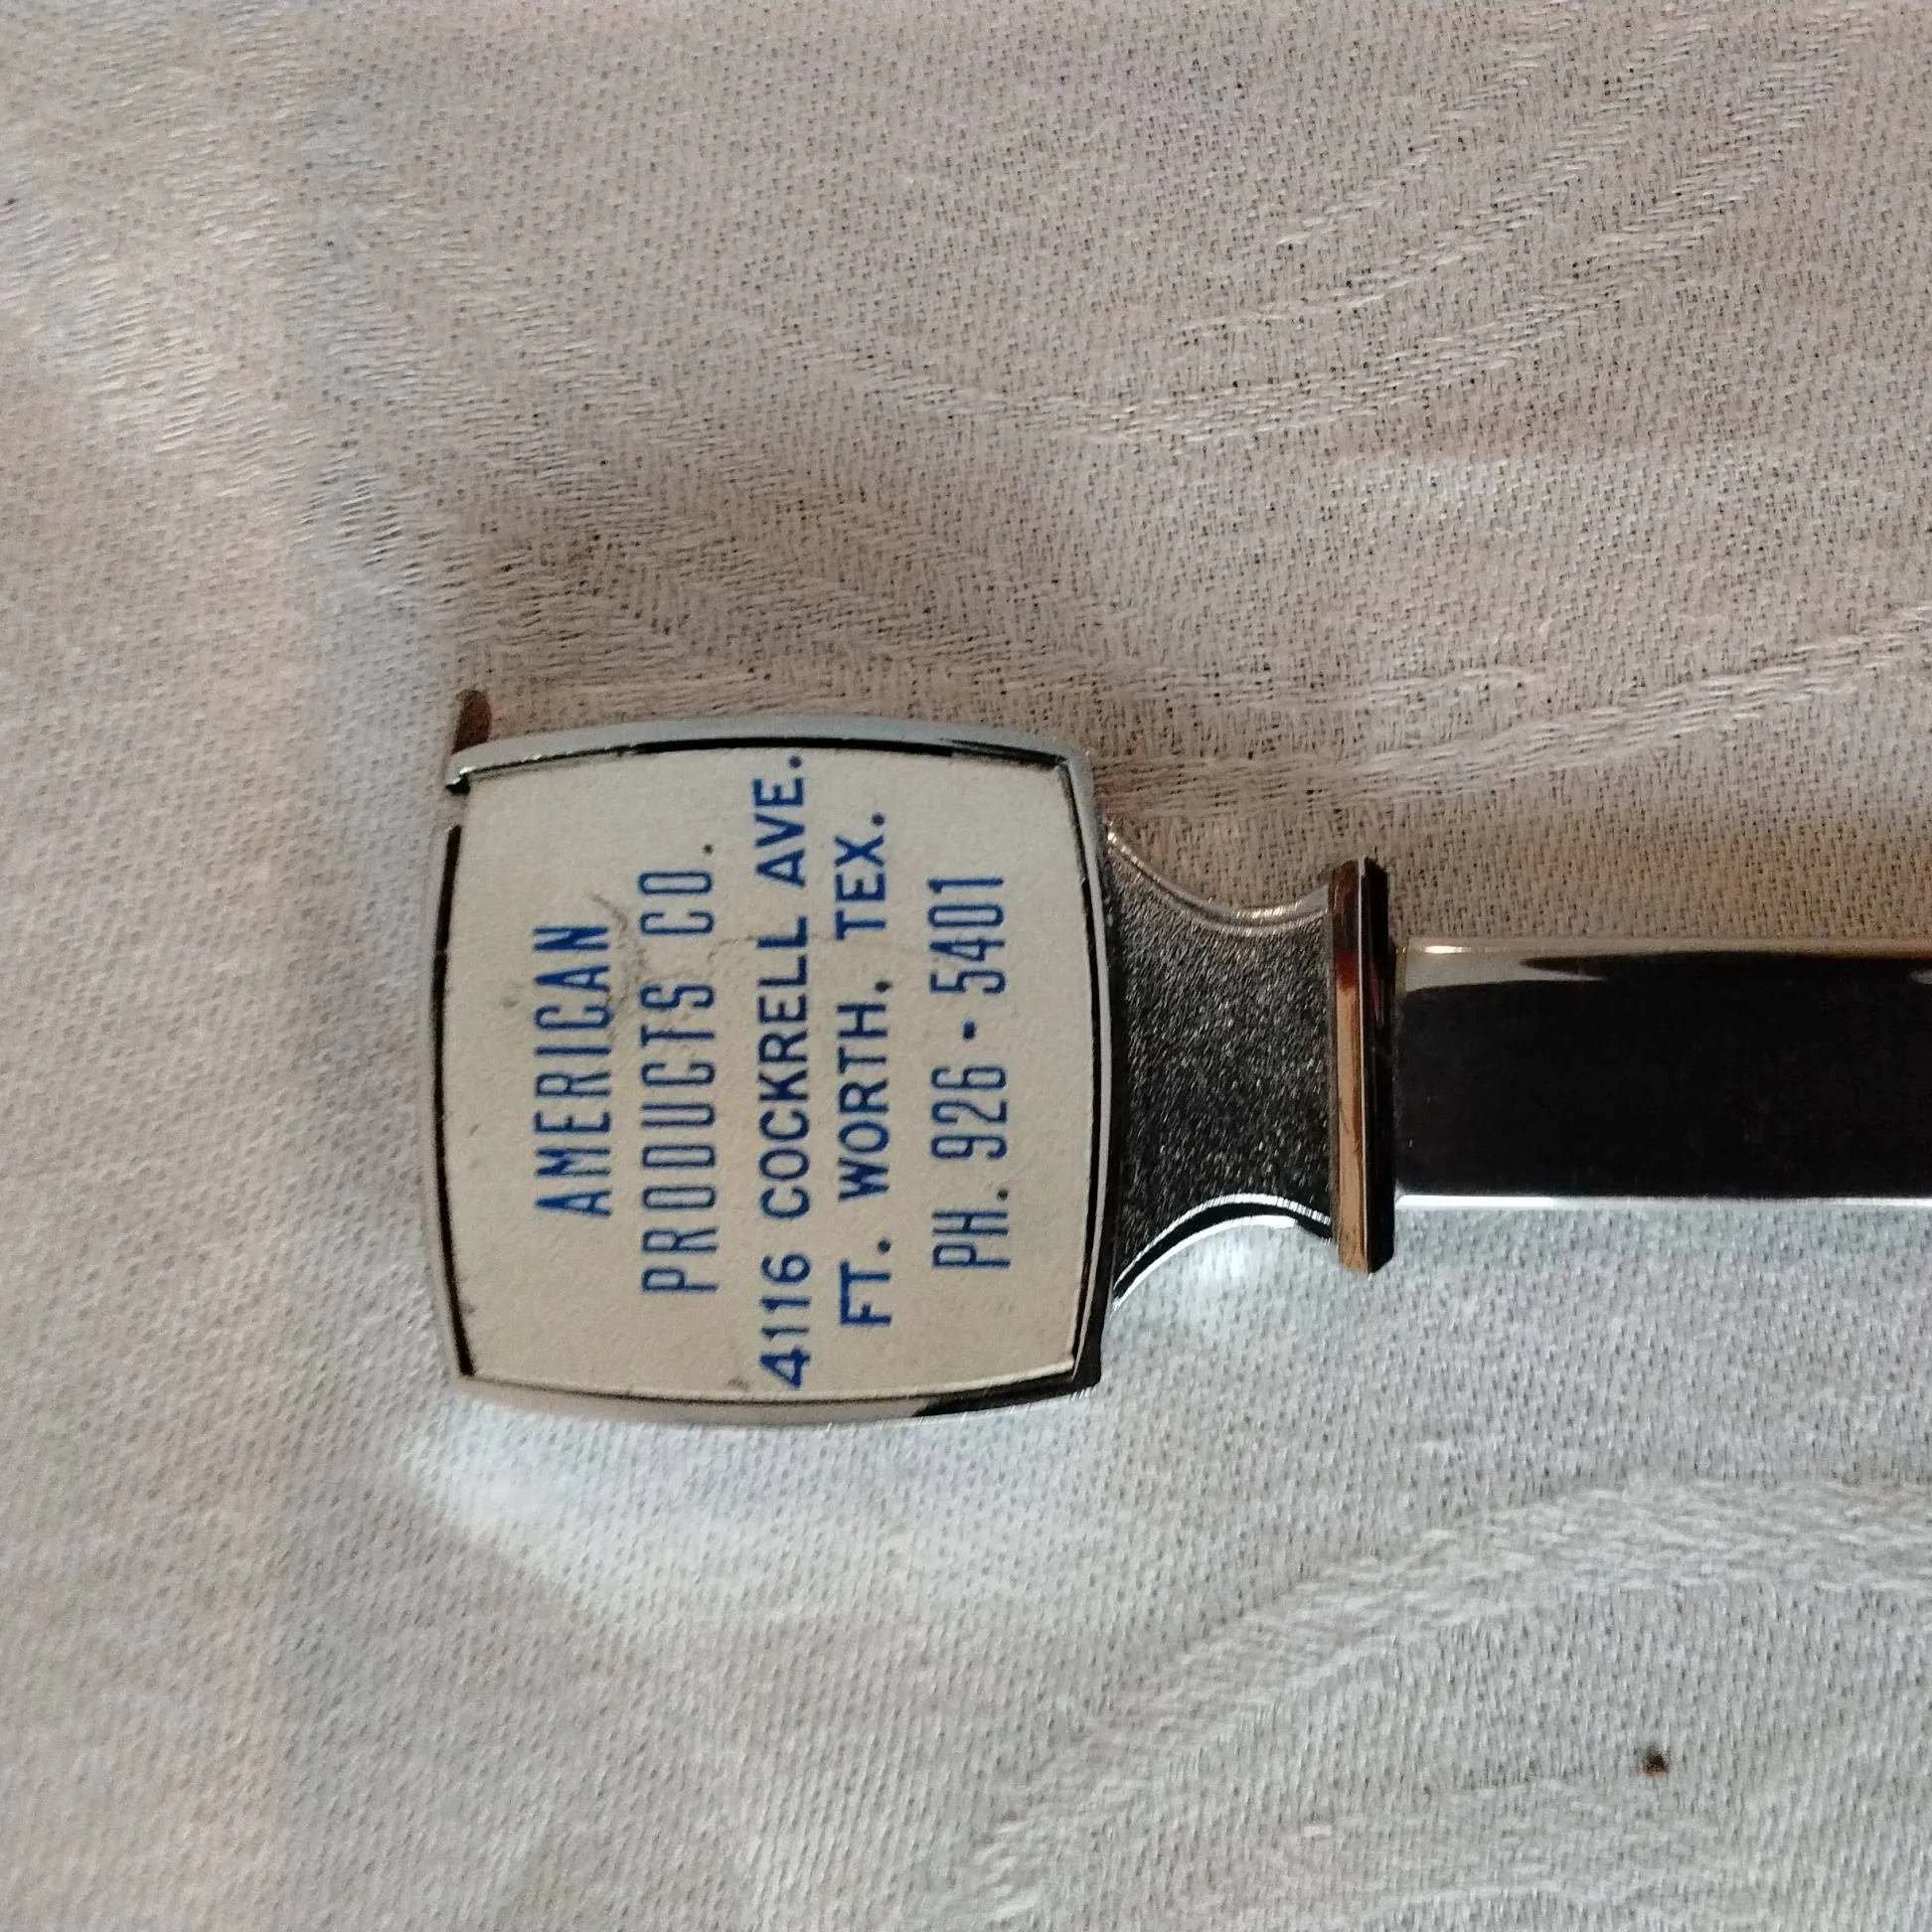 AMERICAN
PRODUCTS CO.
4116 COCKRELL AVE.
FT. WORTH, TEX.
PH. 926-5401